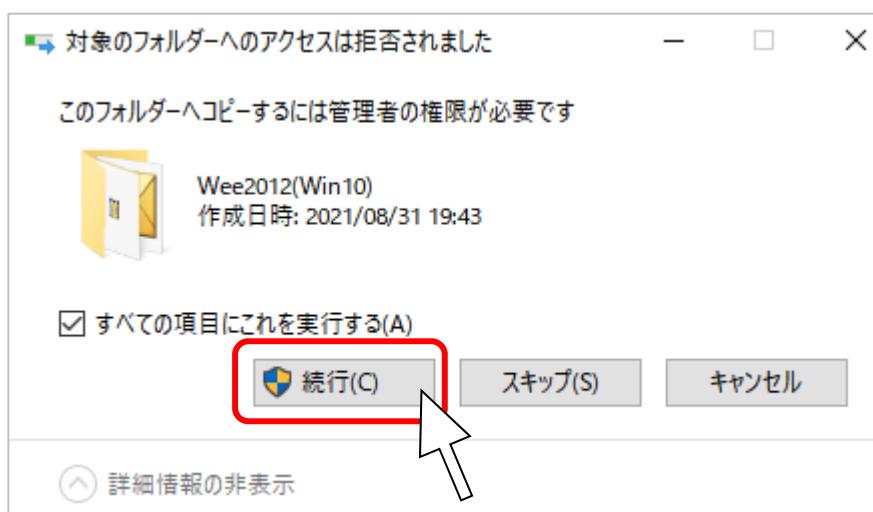 対象のフォルダーへのアクセスは拒否されました
このフォルダーへコピーするには管理者の権限が必要です
Wee2012(Win10)
作成日時: 2021/08/31 19:43
すべての項目にこれを実行する(A)
続行(C) スキップ(S) キャンセル
詳細情報の非表示